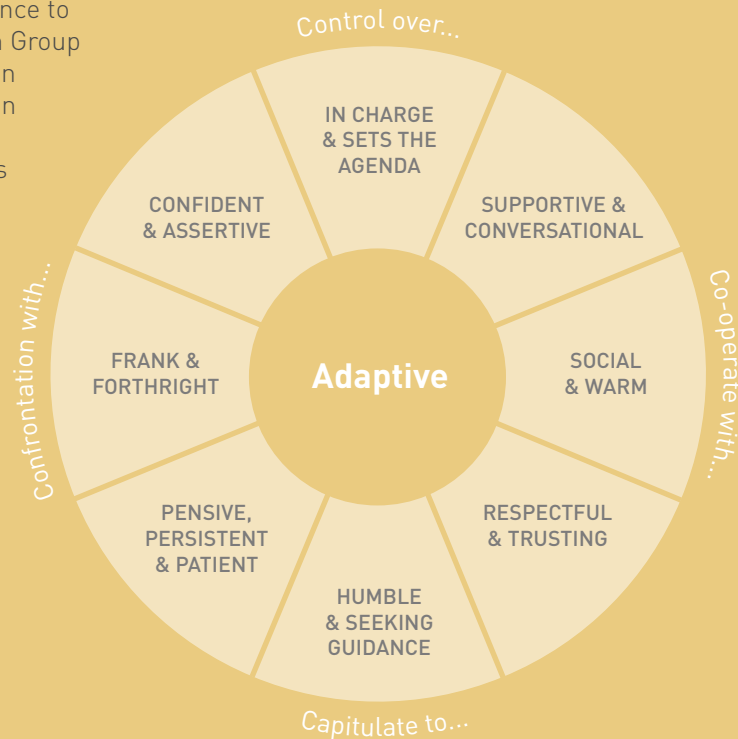 nce to
Group
n
n
s
Control over...
IN CHARGE
& SETS THE
AGENDA
SUPPORTIVE &
CONVERSATIONAL
Co-operate with...
SOCIAL
& WARM
RESPECTFUL
& TRUSTING
Capitulate to...
HUMBLE
& SEEKING
GUIDANCE
PENSIVE,
PERSISTENT
& PATIENT
Confrontation with...
FRANK &
FORTHRIGHT
CONFIDENT
& ASSERTIVE
Adaptive